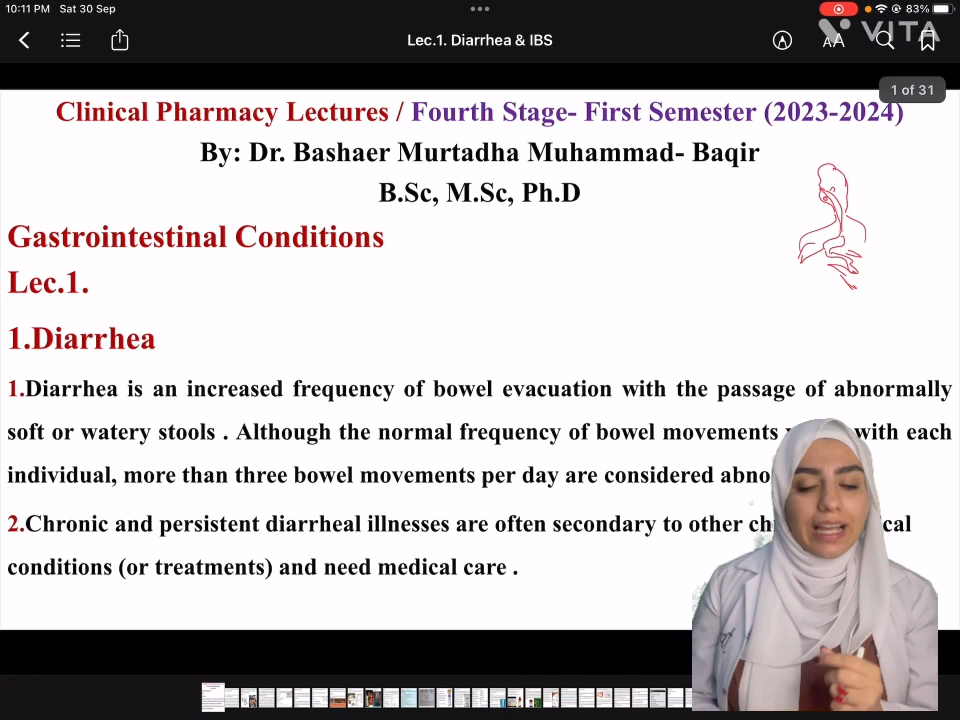 10:11 PM Sat 30 Sep
83%
Lec.1. Diarrhea & IBS
AA
VITA
1 of 31
Clinical Pharmacy Lectures / Fourth Stage- First Semester (2023-2024)
By: Dr. Bashaer Murtadha Muhammad- Baqir
B.Sc, M.Sc, Ph.D
Gastrointestinal Conditions
Lec.1.
1.Diarrhea
1.Diarrhea is an increased frequency of bowel evacuation with the passage of abnormally
soft or watery stools . Although the normal frequency of bowel movements with each
individual, more than three bowel movements per day are considered
2.Chronic and persistent diarrheal illnesses are often secondary to other
conditions (or treatments) and need medical care .